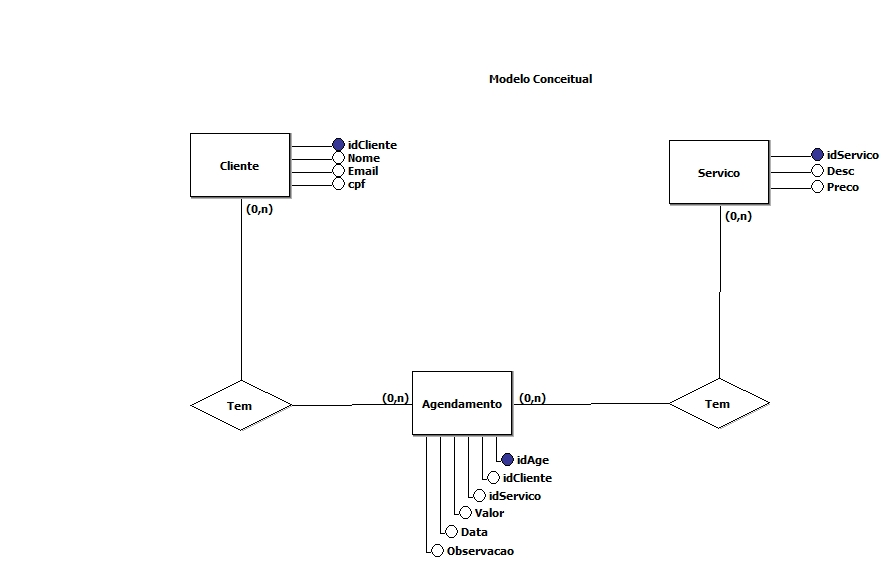 Modelo Conceitual
Cliente
idCliente
Nome
Email
cpf
(0,n)
Servico
idServico
Desc
Preco
(0,n)
Tem
(0,n)
Agendamento
(0,n)
Tem
idAge
idCliente
idServico
Valor
Data
Observacao